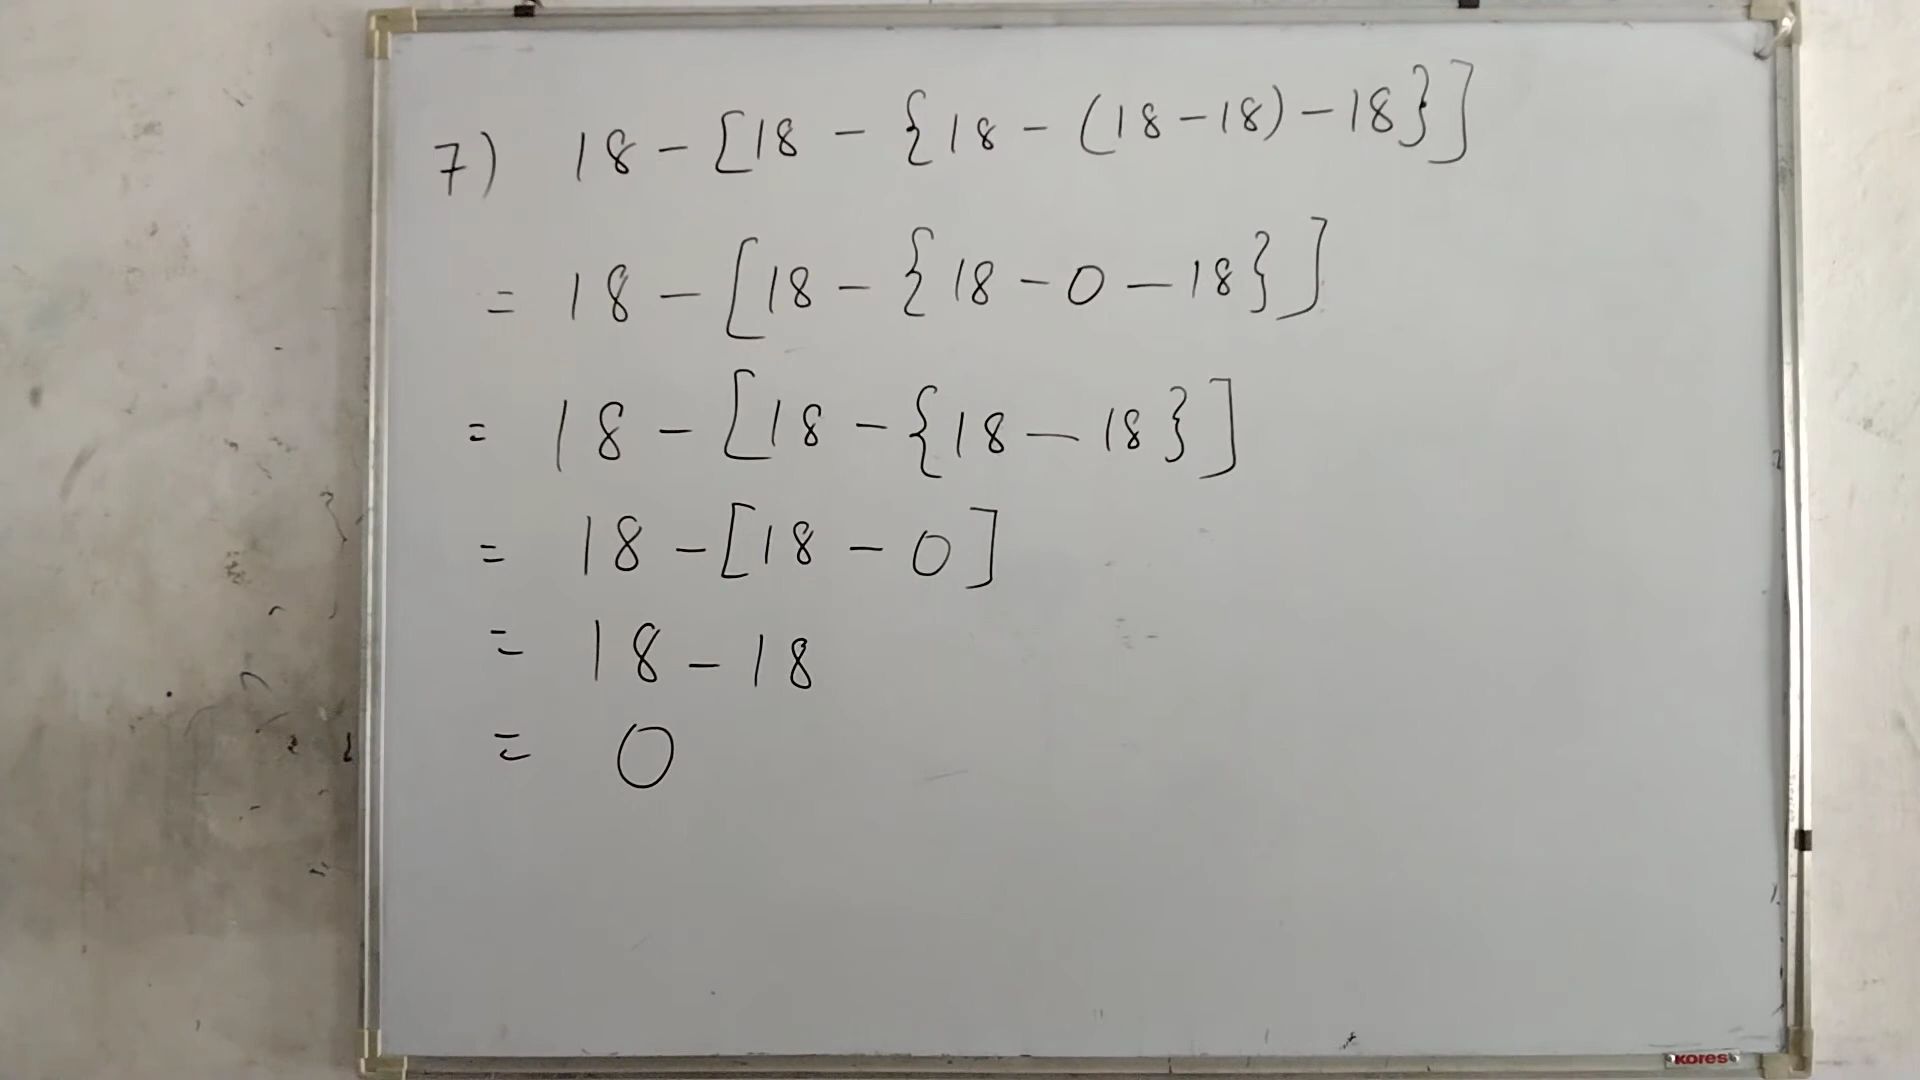 7) 18 - [18 - {18 - (18 - 18) - 18}]
= 18 - [18 - {18 - 0 - 18}]
= 18 - [18 - {18 - 18}]
= 18 - [18 - 0]
= 18 - 18
= 0
KORES